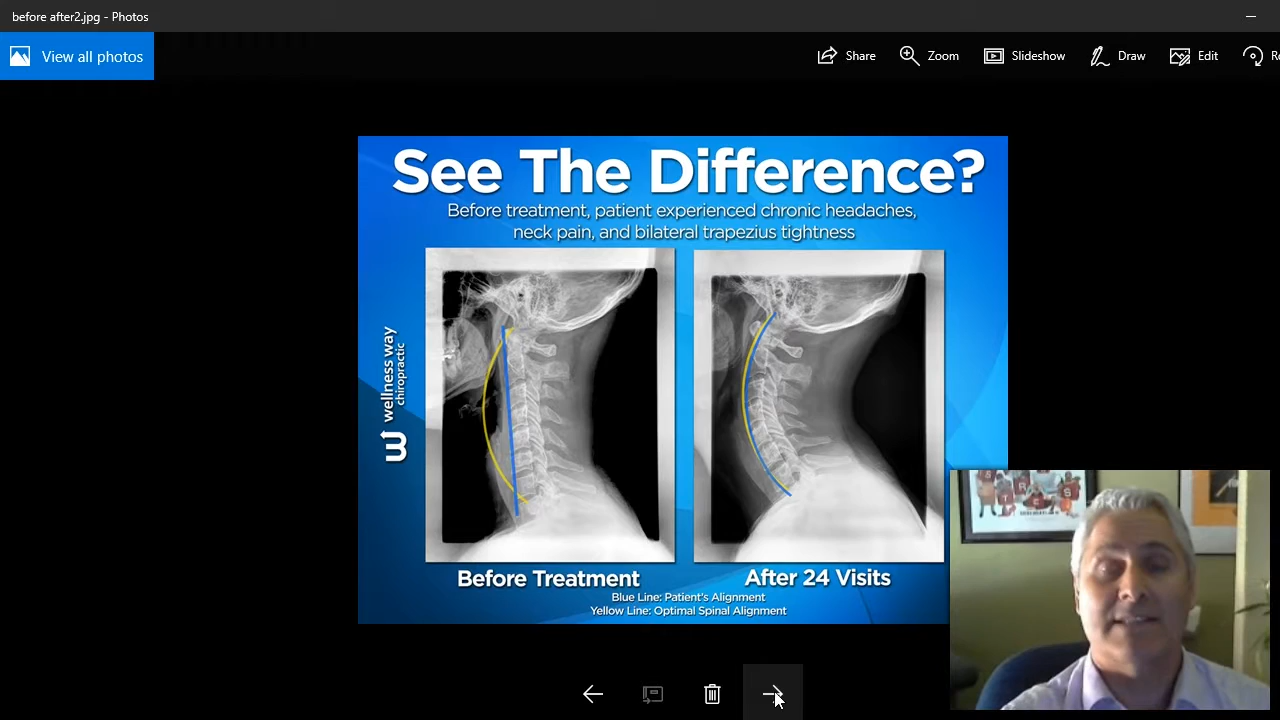 before after2.jpg - Photos
View all photos
Share
Zoom
Slideshow
Draw
Edit
See The Difference?
Before treatment, patient experienced chronic headaches,
neck pain, and bilateral trapezius tightness
wellness way
chiropractic
Before Treatment
After 24 Visits
Blue Line: Patient's Alignment
Yellow Line: Optimal Spinal Alignment